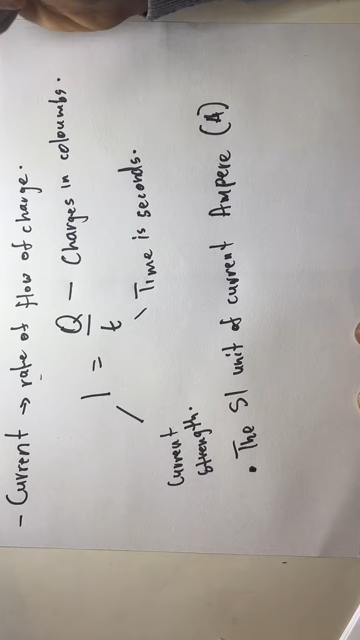 - Current → rate of flow of charge.
I = Q/t
— Charges in coloumbs.
\ Time is seconds.
Current strength.
• The SI unit of current Ampere (A)